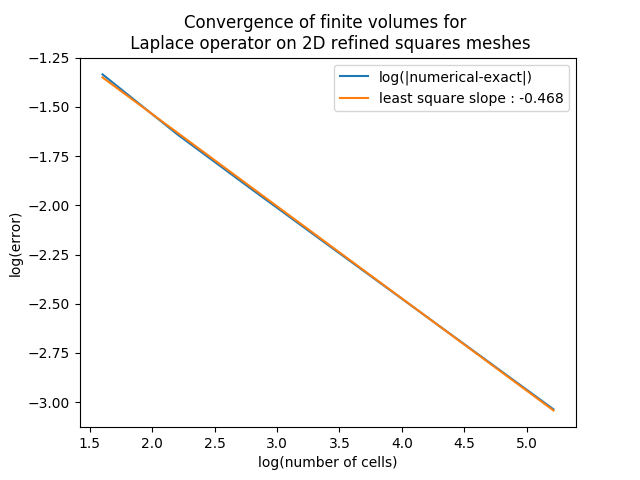 Convergence of finite volumes for
Laplace operator on 2D refined squares meshes
log(|numerical-exact|)
least square slope : -0.468
log(error)
−1.25
−1.50
−1.75
−2.00
−2.25
−2.50
−2.75
−3.00
1.5 2.0 2.5 3.0 3.5 4.0 4.5 5.0
log(number of cells)